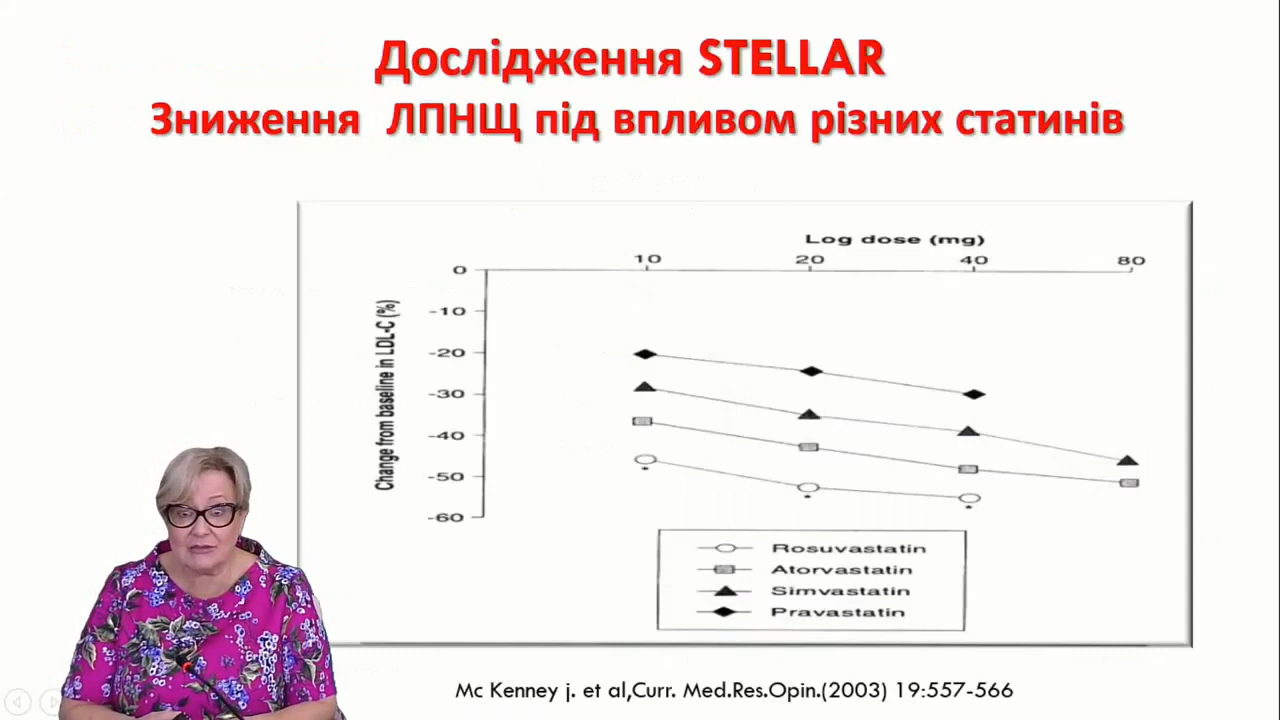 Дослідження STELLAR
Зниження ЛПНЩ під впливом різних статинів
Log dose (mg)
10 20 40 80
0
-10
-20
-30
-40
-50
-60
Change from baseline in LDL-C (%)
Rosuvastatin
Atorvastatin
Simvastatin
Pravastatin
Mc Kenney j. et al,Curr. Med.Res.Opin.(2003) 19:557-566